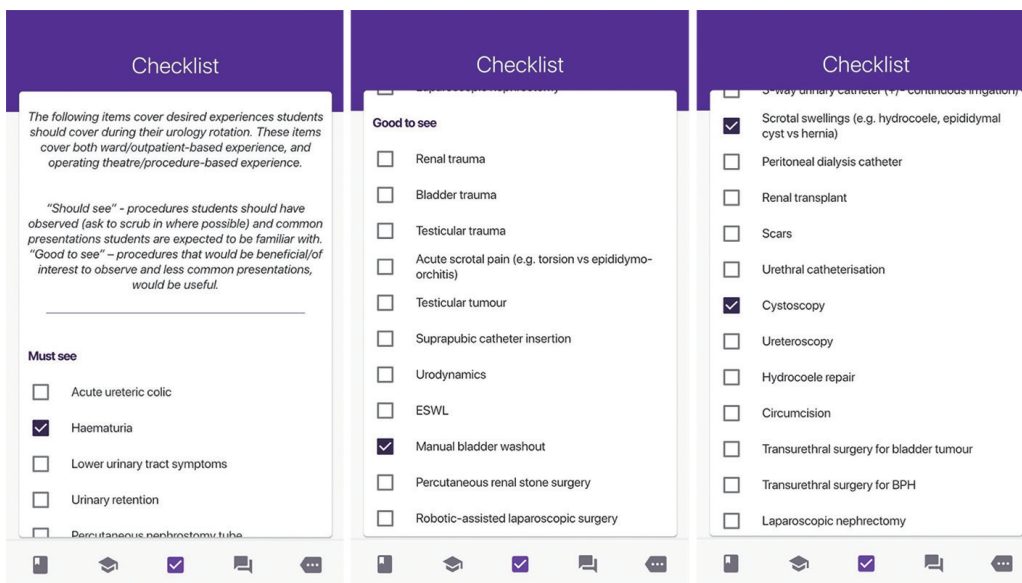 Checklist
The following items cover desired experiences students
should cover during their urology rotation. These items
cover both ward/outpatient-based experience, and
operating theatre/procedure-based experience.
“Should see” - procedures students should have
observed (ask to scrub in where possible) and common
presentations students are expected to be familiar with.
“Good to see” – procedures that would be beneficial/of
interest to observe and less common presentations,
would be useful.
Must see
Acute ureteric colic
Haematuria
Lower urinary tract symptoms
Urinary retention
Percutaneous nephrostomy tube
Checklist
Laparoscopic nephrectomy
Good to see
Renal trauma
Bladder trauma
Testicular trauma
Acute scrotal pain (e.g. torsion vs epididymo-
orchitis)
Testicular tumour
Suprapubic catheter insertion
Urodynamics
ESWL
Manual bladder washout
Percutaneous renal stone surgery
Robotic-assisted laparoscopic surgery
Checklist
3-way urinary catheter (+/- continuous irrigation)
Scrotal swellings (e.g. hydrocoele, epididymal
cyst vs hernia)
Peritoneal dialysis catheter
Renal transplant
Scars
Urethral catheterisation
Cystoscopy
Ureteroscopy
Hydrocoele repair
Circumcision
Transurethral surgery for bladder tumour
Transurethral surgery for BPH
Laparoscopic nephrectomy